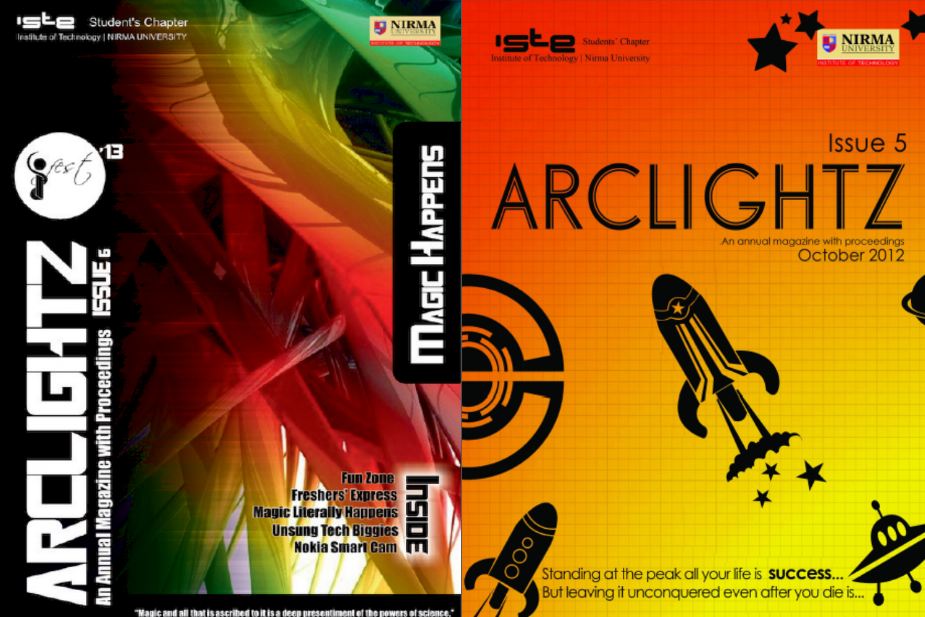 iste Student's Chapter
Institute of Technology | NIRMA UNIVERSITY
NIRMA
UNIVERSITY
INSTITUTE OF TECHNOLOGY
fest '13
ARCLIGHTZ
An Annual Magazine with Proceedings ISSUE 6
MAGIC HAPPENS
INSIDE
Fun Zone
Freshers' Express
Magic Literally Happens
Unsung Tech Biggies
Nokia Smart Cam
"Magic and all that is ascribed to it is a deep presentiment of the powers of science."
iste Students' Chapter
Institute of Technology | Nirma University
NIRMA
UNIVERSITY
INSTITUTE OF TECHNOLOGY
Issue 5
ARCLIGHTZ
An annual magazine with proceedings
October 2012
Standing at the peak all your life is success...
But leaving it unconquered even after you die is...